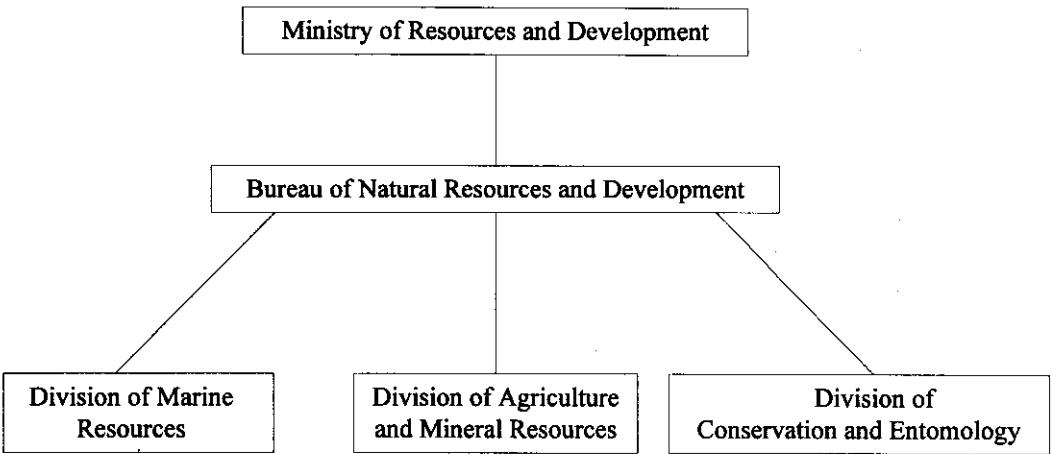 Ministry of Resources and Development
Bureau of Natural Resources and Development
Division of Marine
Resources
Division of Agriculture
and Mineral Resources
Division of
Conservation and Entomology